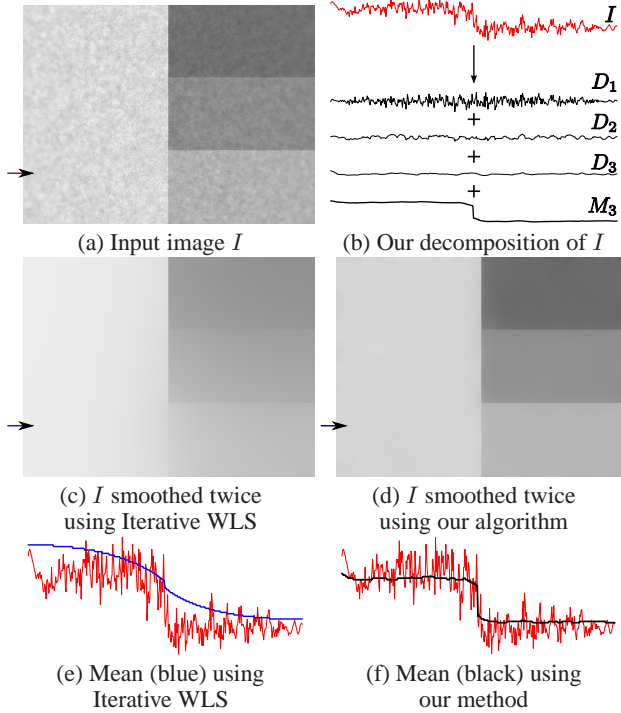 I
D₁
+
D₂
+
D₃
+
M₃
(a) Input image I
(b) Our decomposition of I
(c) I smoothed twice
using Iterative WLS
(d) I smoothed twice
using our algorithm
(e) Mean (blue) using
Iterative WLS
(f) Mean (black) using
our method